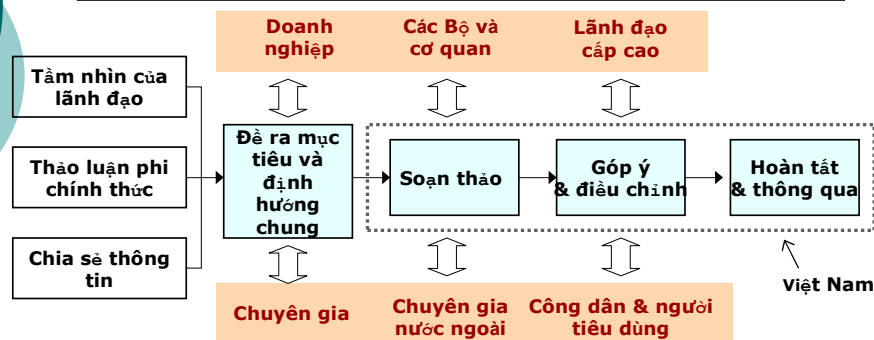 Doanh
nghiệp
Các Bộ và
cơ quan
Lãnh đạo
cấp cao
Tầm nhìn của
lãnh đạo
Thảo luận phi
chính thức
Chia sẻ thông
tin
Đề ra mục
tiêu và
định
hướng
chung
Soạn thảo
Góp ý
& điều chỉnh
Hoàn tất
& thông qua
Việt Nam
Chuyên gia
Chuyên gia
nước ngoài
Công dân & người
tiêu dùng